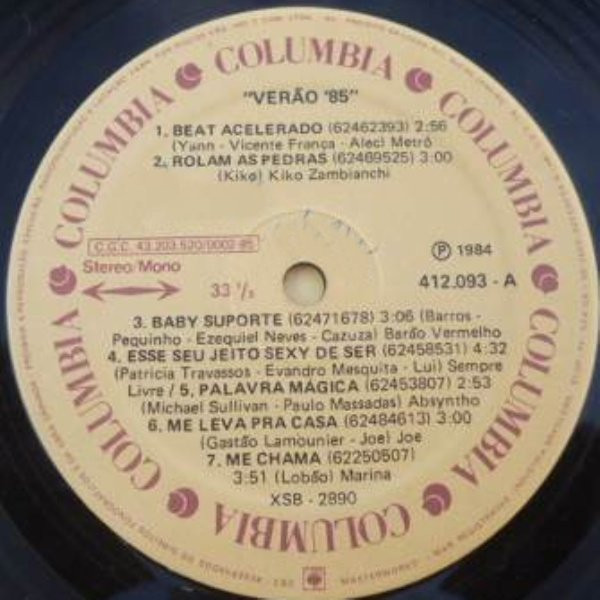 COLUMBIA
COLUMBIA
COLUMBIA
COLUMBIA
COLUMBIA
COLUMBIA
COLUMBIA
COLUMBIA
"VERÃO '85"
1. BEAT ACELERADO (62462393) 2:56
(Yann - Vicente França - Alec) Metrô
2. ROLAM AS PEDRAS (62469525) 3:00
(Kiko) Kiko Zambianchi
C.G.C. 43.203.520/0002-85
Stereo/Mono
33 ⅓
Ⓟ 1984
412.093 - A
3. BABY SUPORTE (62471678) 3:06 (Barros -
Pequinho - Ezequiel Neves - Cazuza) Barão Vermelho
4. ESSE SEU JEITO SEXY DE SER (62458531) 4:32
(Patricia Travassos - Evandro Mesquita - Lui) Sempre
Livre / 5. PALAVRA MÁGICA (62453807) 2:53
(Michael Sullivan - Paulo Massadas) Absyntho
6. ME LEVA PRA CASA (62484613) 3:00
(Gastão Lamounier - Joe) Joe
7. ME CHAMA (62250507)
3:51 (Lobão) Marina
XSB - 2890